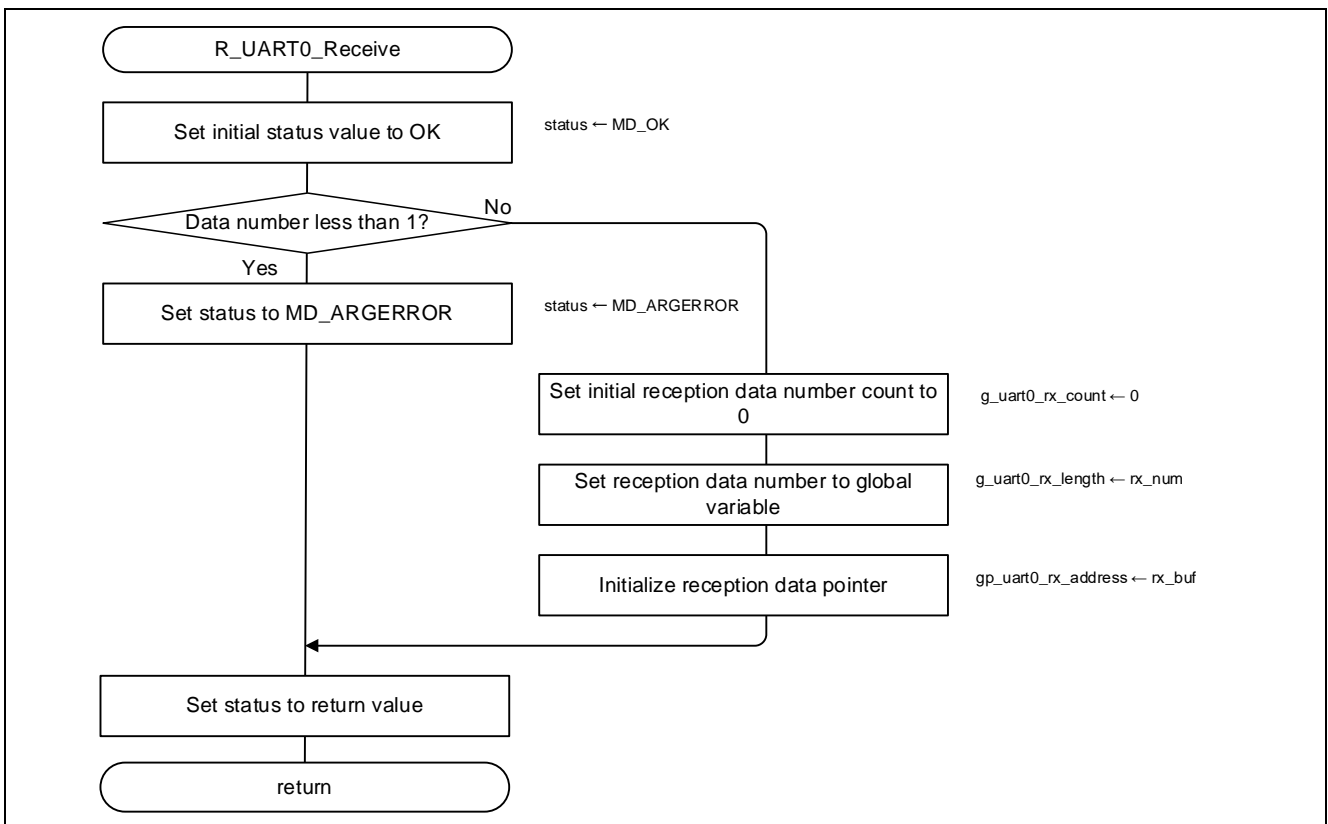 R_UART0_Receive
Set initial status value to OK
status ← MD_OK
Data number less than 1?
No
Yes
Set status to MD_ARGERROR
status ← MD_ARGERROR
Set initial reception data number count to
0
g_uart0_rx_count ← 0
Set reception data number to global
variable
g_uart0_rx_length ← rx_num
Initialize reception data pointer
gp_uart0_rx_address ← rx_buf
Set status to return value
return